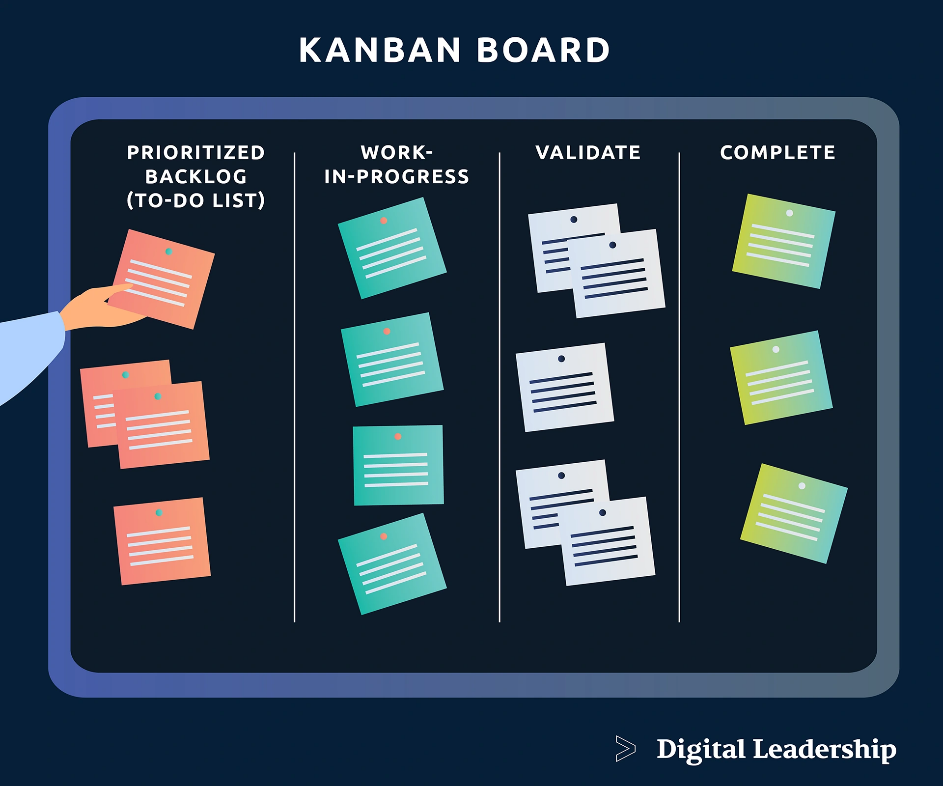 KANBAN BOARD
PRIORITIZED
BACKLOG
(TO-DO LIST)
WORK-
IN-PROGRESS
VALIDATE
COMPLETE
Digital Leadership